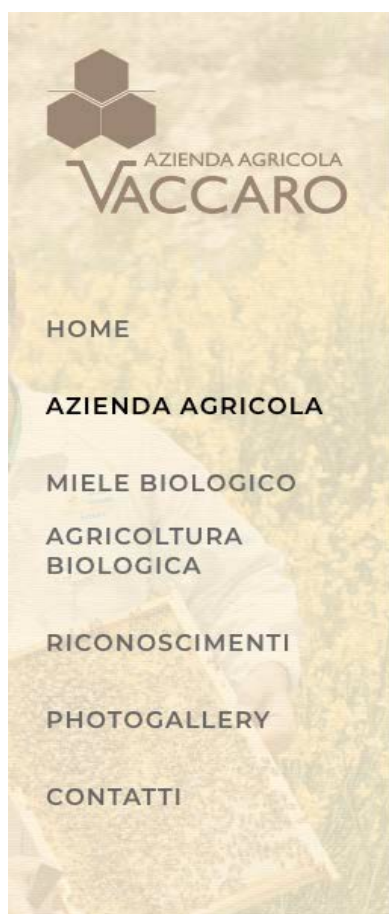 AZIENDA AGRICOLA
VACCARO
HOME
AZIENDA AGRICOLA
MIELE BIOLOGICO
AGRICOLTURA
BIOLOGICA
RICONOSCIMENTI
PHOTOGALLERY
CONTATTI